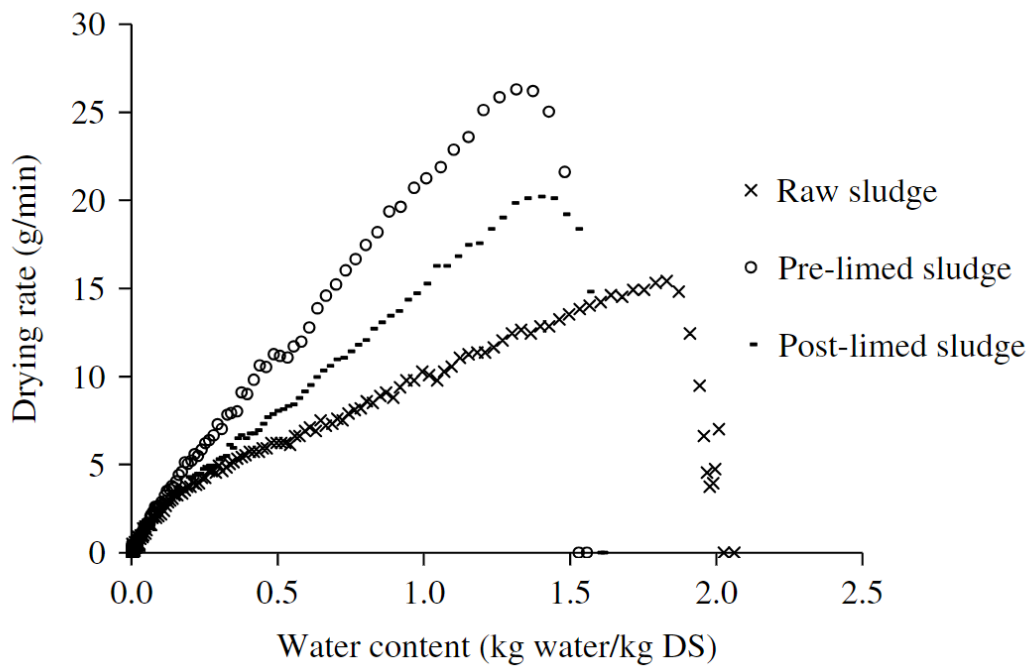 30
25
20
15
10
5
0
Drying rate (g/min)
Raw sludge
Pre-limed sludge
Post-limed sludge
0.0 0.5 1.0 1.5 2.0 2.5
Water content (kg water/kg DS)